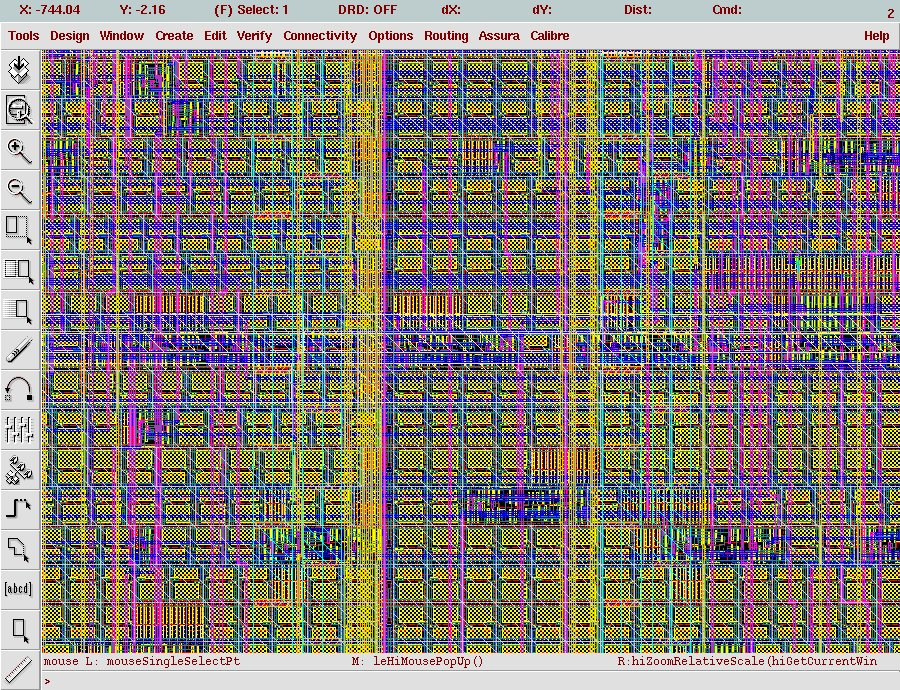 X: -744.04 Y: -2.16 (F) Select: 1 DRD: OFF dX: dY: Dist: Cmd: 2
Tools Design Window Create Edit Verify Connectivity Options Routing Assura Calibre Help
[abcd]
mouse L: mouseSingleSelectPt M: leHiMousePopUp() R:hiZoomRelativeScale(hiGetCurrentWin
>